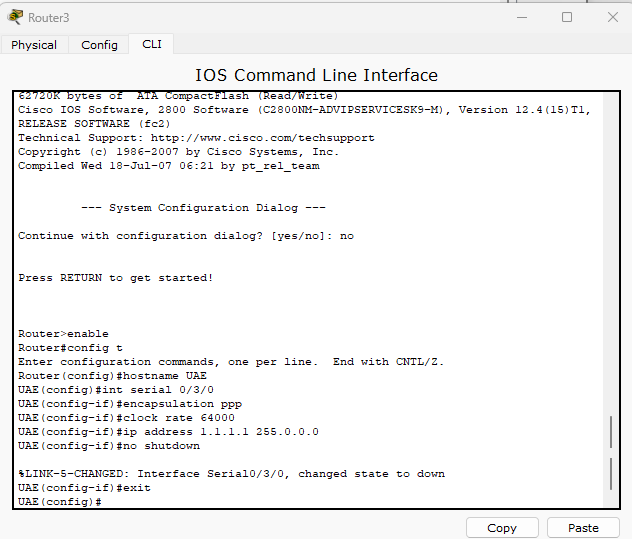 Router3
Physical Config CLI
IOS Command Line Interface
62720K bytes of ATA CompactFlash (Read/Write)
Cisco IOS Software, 2800 Software (C2800NM-ADVIPSERVICESK9-M), Version 12.4(15)T1,
RELEASE SOFTWARE (fc2)
Technical Support: http://www.cisco.com/techsupport
Copyright (c) 1986-2007 by Cisco Systems, Inc.
Compiled Wed 18-Jul-07 06:21 by pt_rel_team
--- System Configuration Dialog ---
Continue with configuration dialog? [yes/no]: no
Press RETURN to get started!
Router>enable
Router#config t
Enter configuration commands, one per line.  End with CNTL/Z.
Router(config)#hostname UAE
UAE(config)#int serial 0/3/0
UAE(config-if)#encapsulation ppp
UAE(config-if)#clock rate 64000
UAE(config-if)#ip address 1.1.1.1 255.0.0.0
UAE(config-if)#no shutdown
%LINK-5-CHANGED: Interface Serial0/3/0, changed state to down
UAE(config-if)#exit
UAE(config)#
Copy Paste